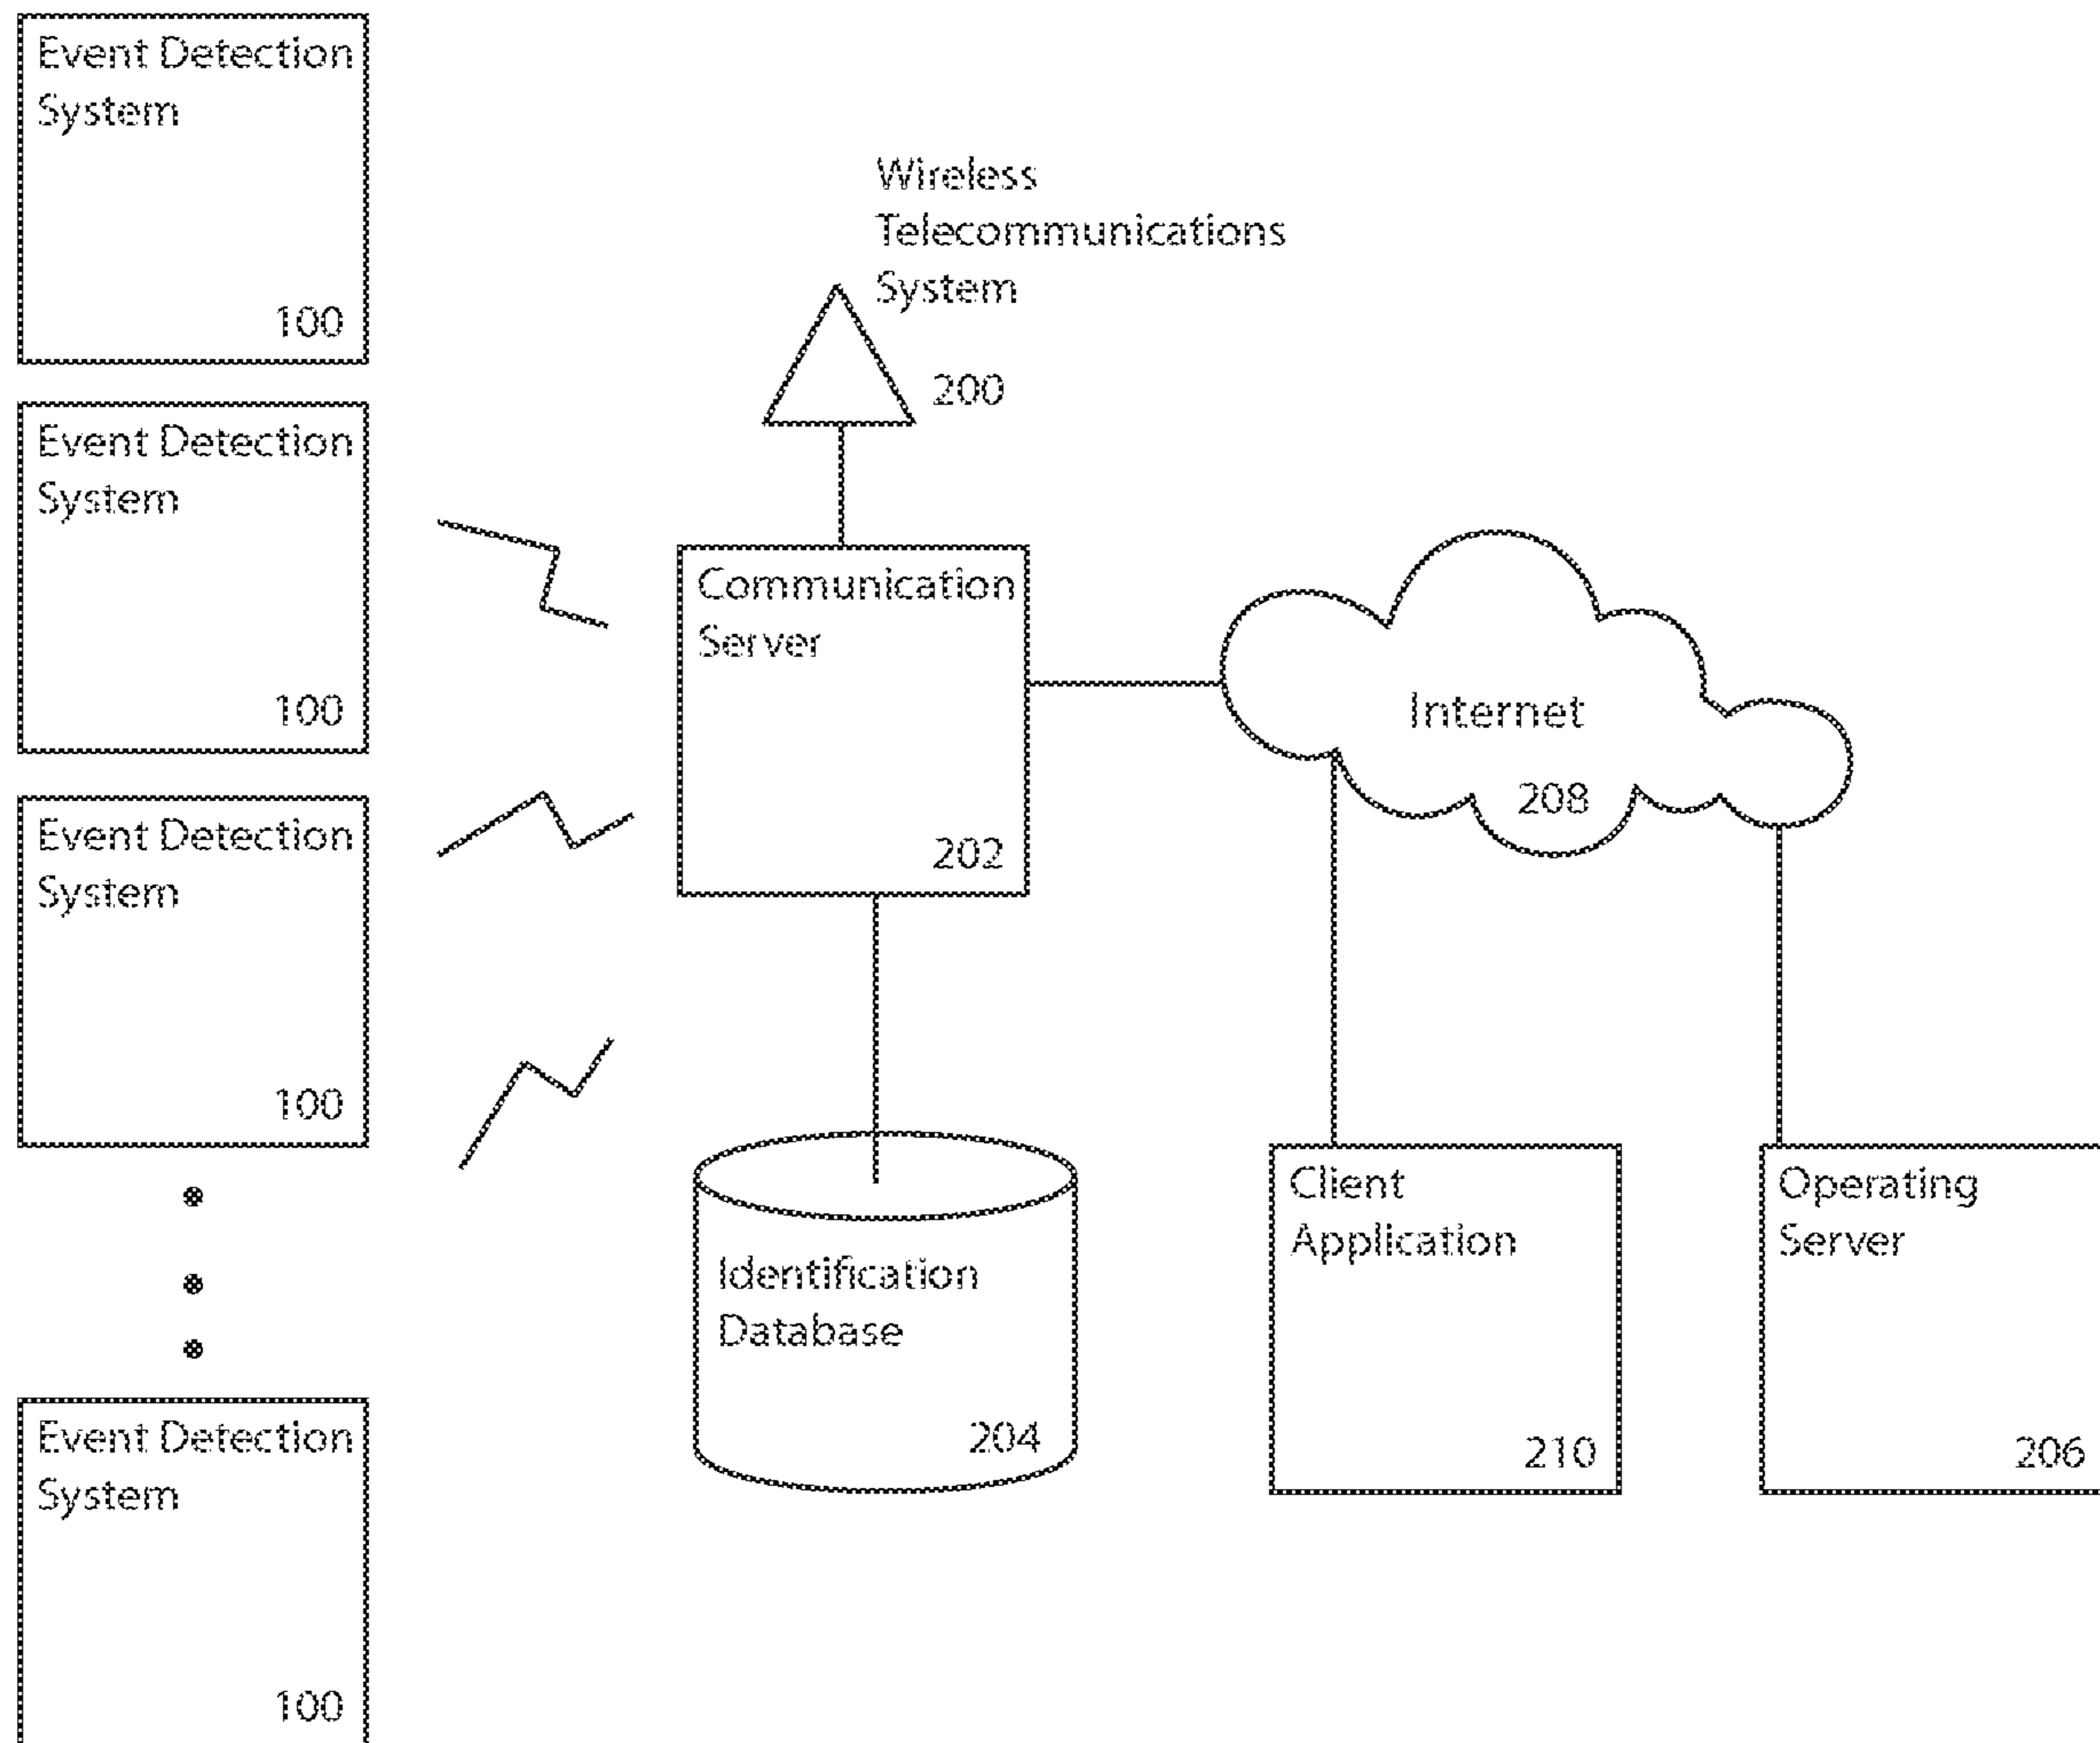 Event Detection
System
100
Event Detection
System
100
Event Detection
System
100
Event Detection
System
100
Wireless
Telecommunications
System
200
Communication
Server
202
Identification
Database
204
Internet
208
Client
Application
210
Operating
Server
206